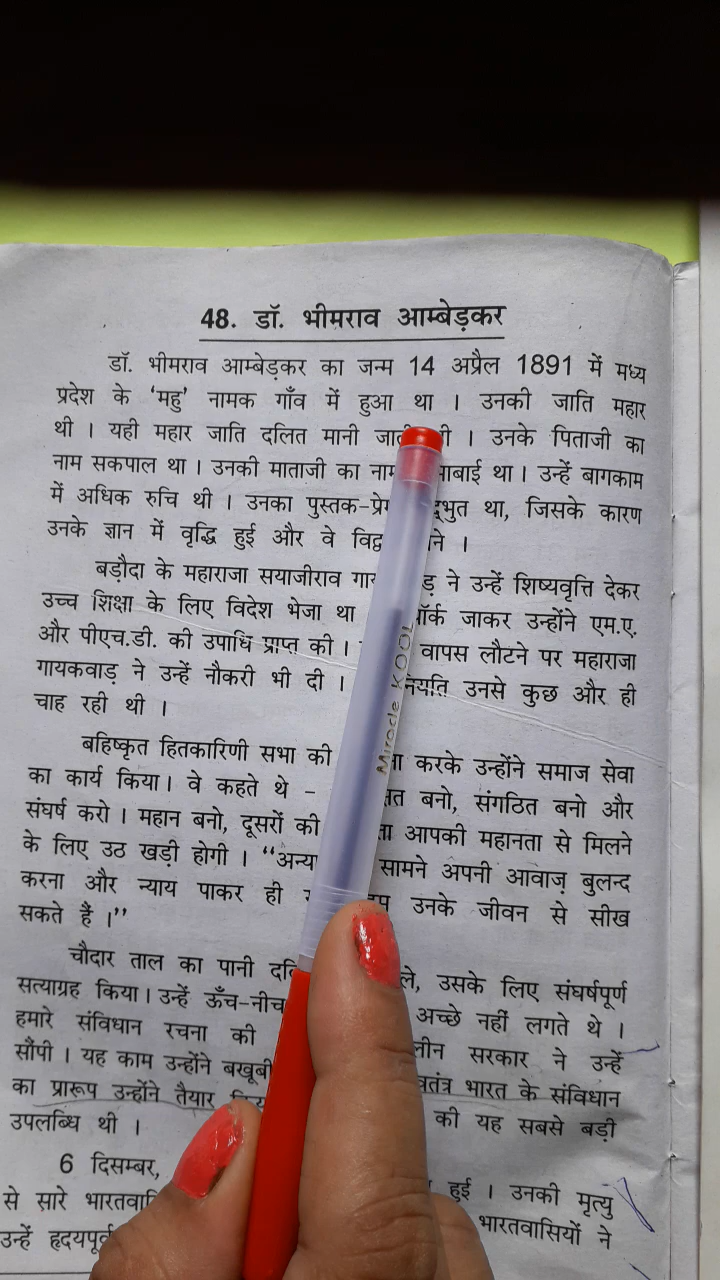 48. डॉ. भीमराव आम्बेड़कर
डॉ. भीमराव आम्बेड़कर का जन्म 14 अप्रैल 1891 में मध्य
प्रदेश के ‘महु’ नामक गाँव में हुआ था । उनकी जाति महार
थी । यही महार जाति दलित मानी । उनके पिताजी का
नाम सकपाल था । उनकी माताजी का था । उन्हें बागकाम
में अधिक रुचि थी । उनका था, जिसके कारण
उनके ज्ञान में वृद्धि हुई और वे ।
बड़ौदा के महाराजा सयाजीराव ने उन्हें शिष्यवृत्ति देकर
उच्च शिक्षा के लिए विदेश भेजा था जाकर उन्होंने एम.ए.
और पीएच.डी. की उपाधि प्राप्त की । वापस लौटने पर महाराजा
गायकवाड़ ने उन्हें नौकरी भी दी । उनसे कुछ और ही
चाह रही थी ।
बहिष्कृत हितकारिणी सभा की करके उन्होंने समाज सेवा
का कार्य किया। वे कहते थे - बनो, संगठित बनो और
संघर्ष करो । महान बनो, दूसरों की आपकी महानता से मिलने
के लिए उठ खड़ी होगी । “ सामने अपनी आवाज़ बुलन्द
करना और न्याय पाकर ही उनके जीवन से सीख
सकते हैं ।”
चौदार ताल का पानी उसके लिए संघर्षपूर्ण
सत्याग्रह किया। उन्हें ऊँच-नीच अच्छे नहीं लगते थे ।
हमारे संविधान रचना की सरकार ने उन्हें
सौंपी । यह काम उन्होंने बखूबी भारत के संविधान
का प्रारूप उन्होंने तैयार की यह सबसे बड़ी
उपलब्धि थी ।
6 दिसम्बर, हुई । उनकी मृत्यु
से सारे भारतवासियों ने
उन्हें
Miracle KOOL